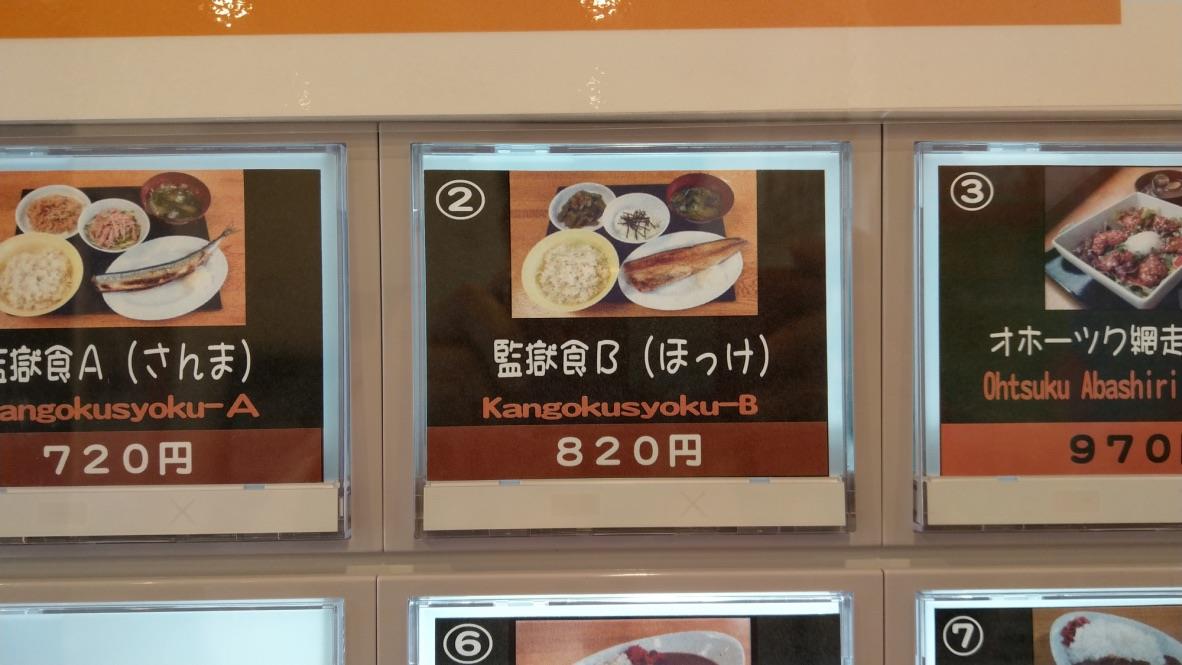 獄食A(さんま)
angokusyoku-A
720円
②
監獄食B(ほっけ)
Kangokusyoku-B
820円
③
オホーツク網走
Ohtsuku Abashiri
970
⑥
⑦